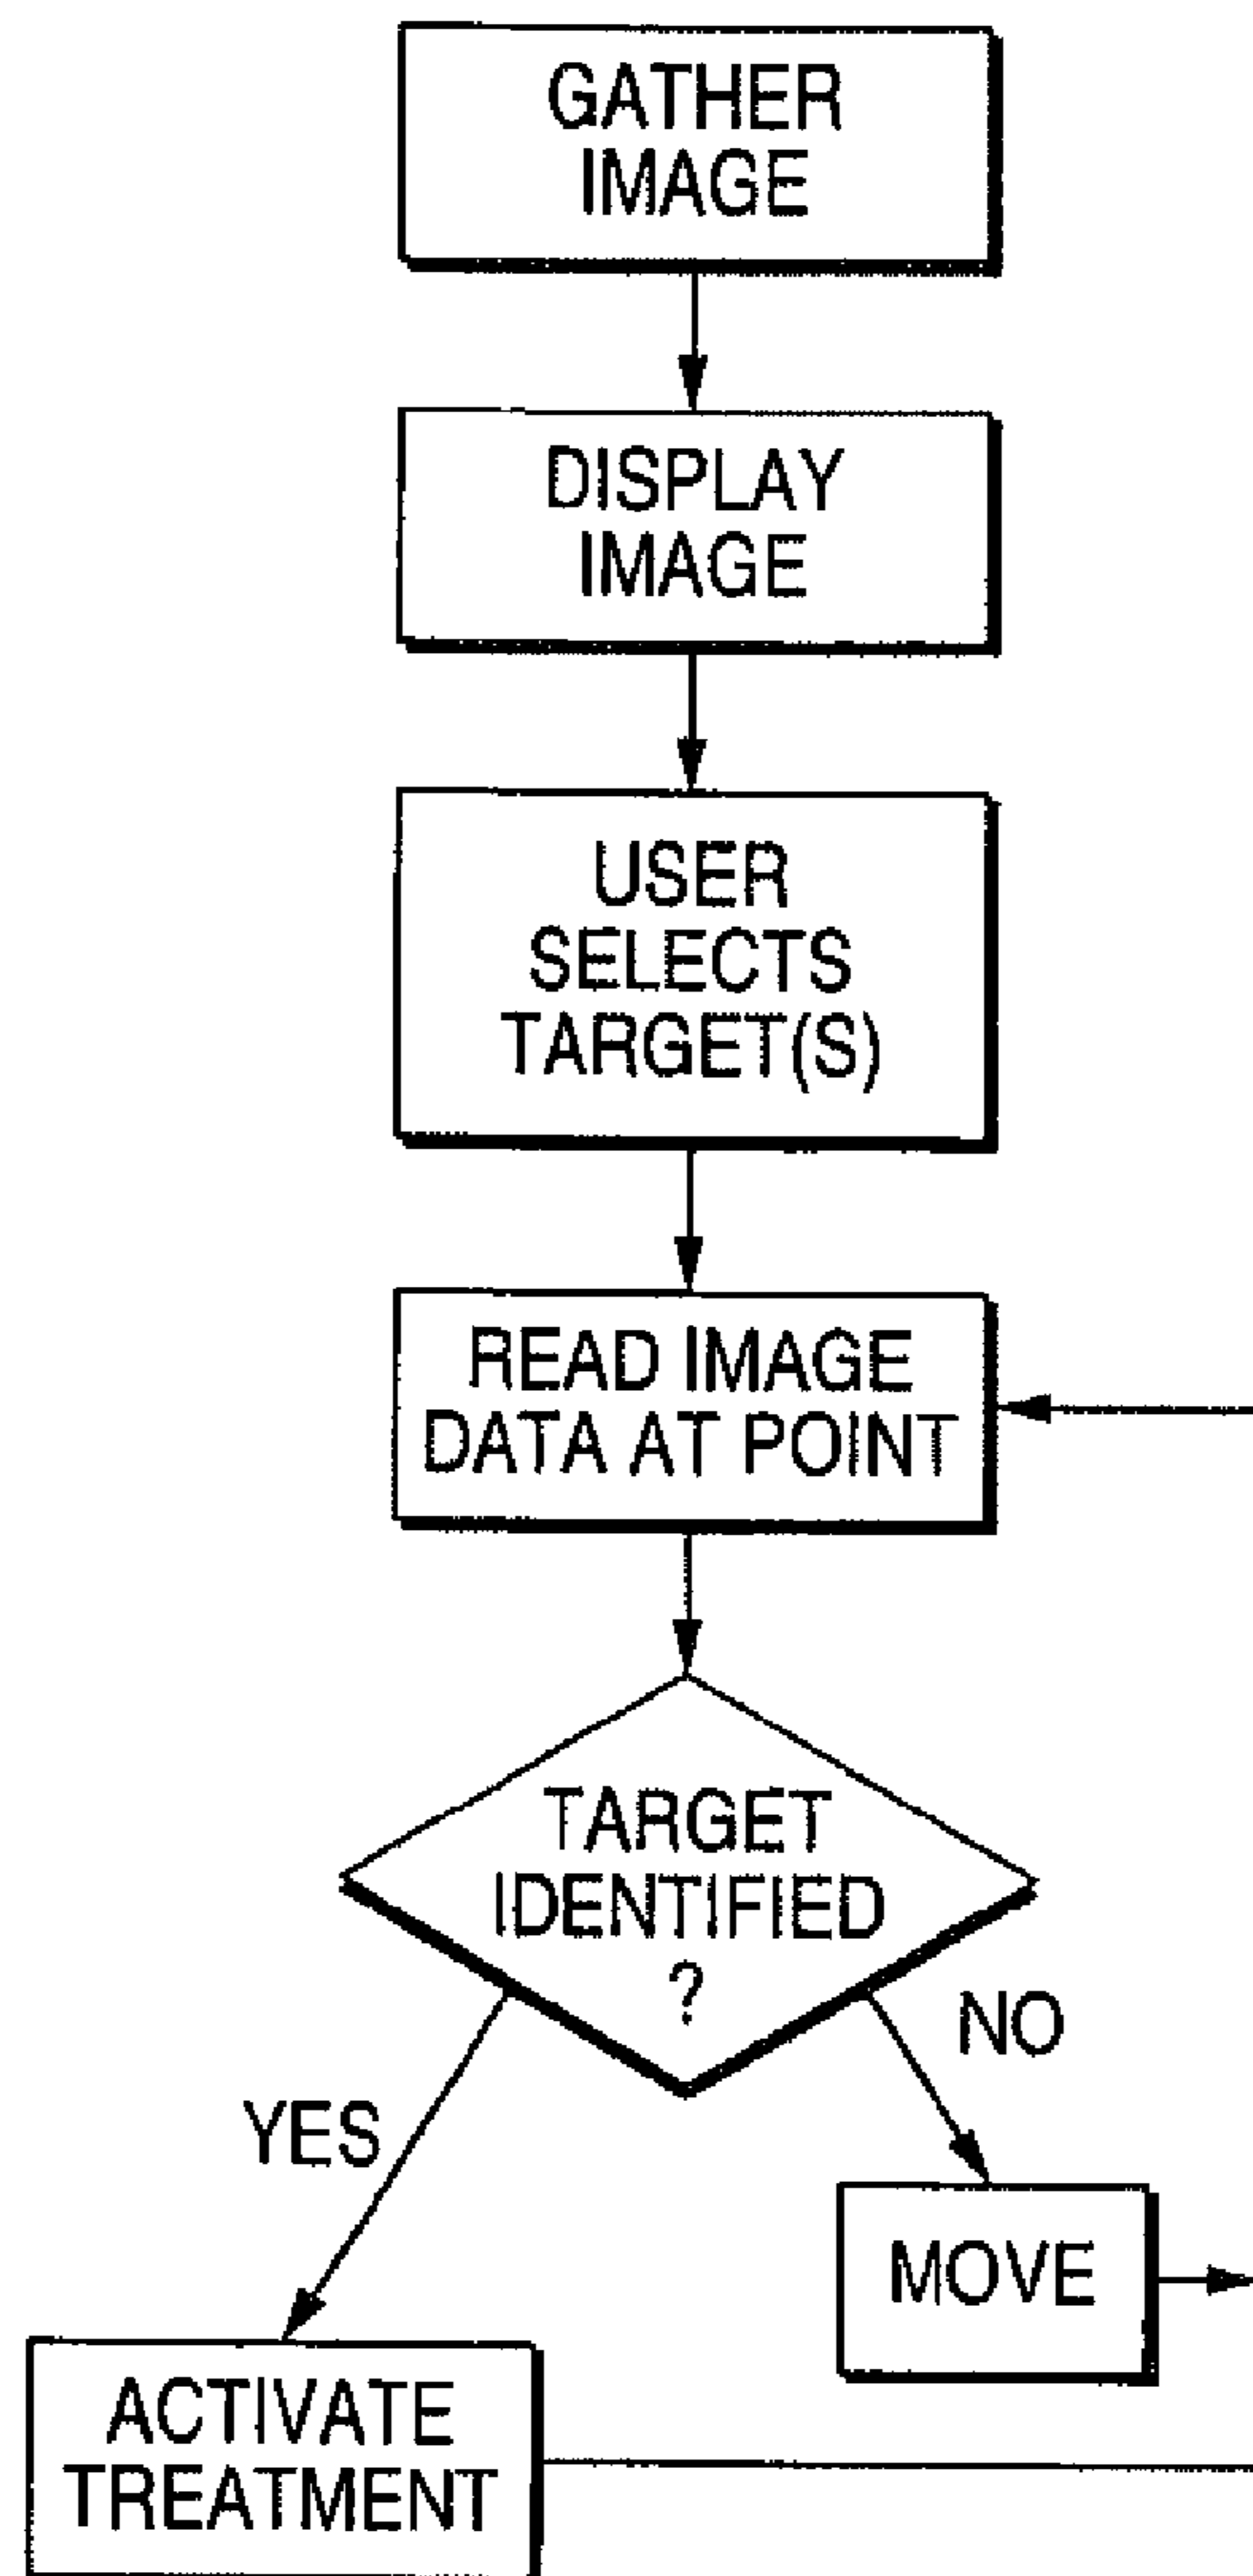 GATHER
IMAGE
DISPLAY
IMAGE
USER
SELECTS
TARGET(S)
READ IMAGE
DATA AT POINT
TARGET
IDENTIFIED
?
NO
YES
MOVE
ACTIVATE
TREATMENT